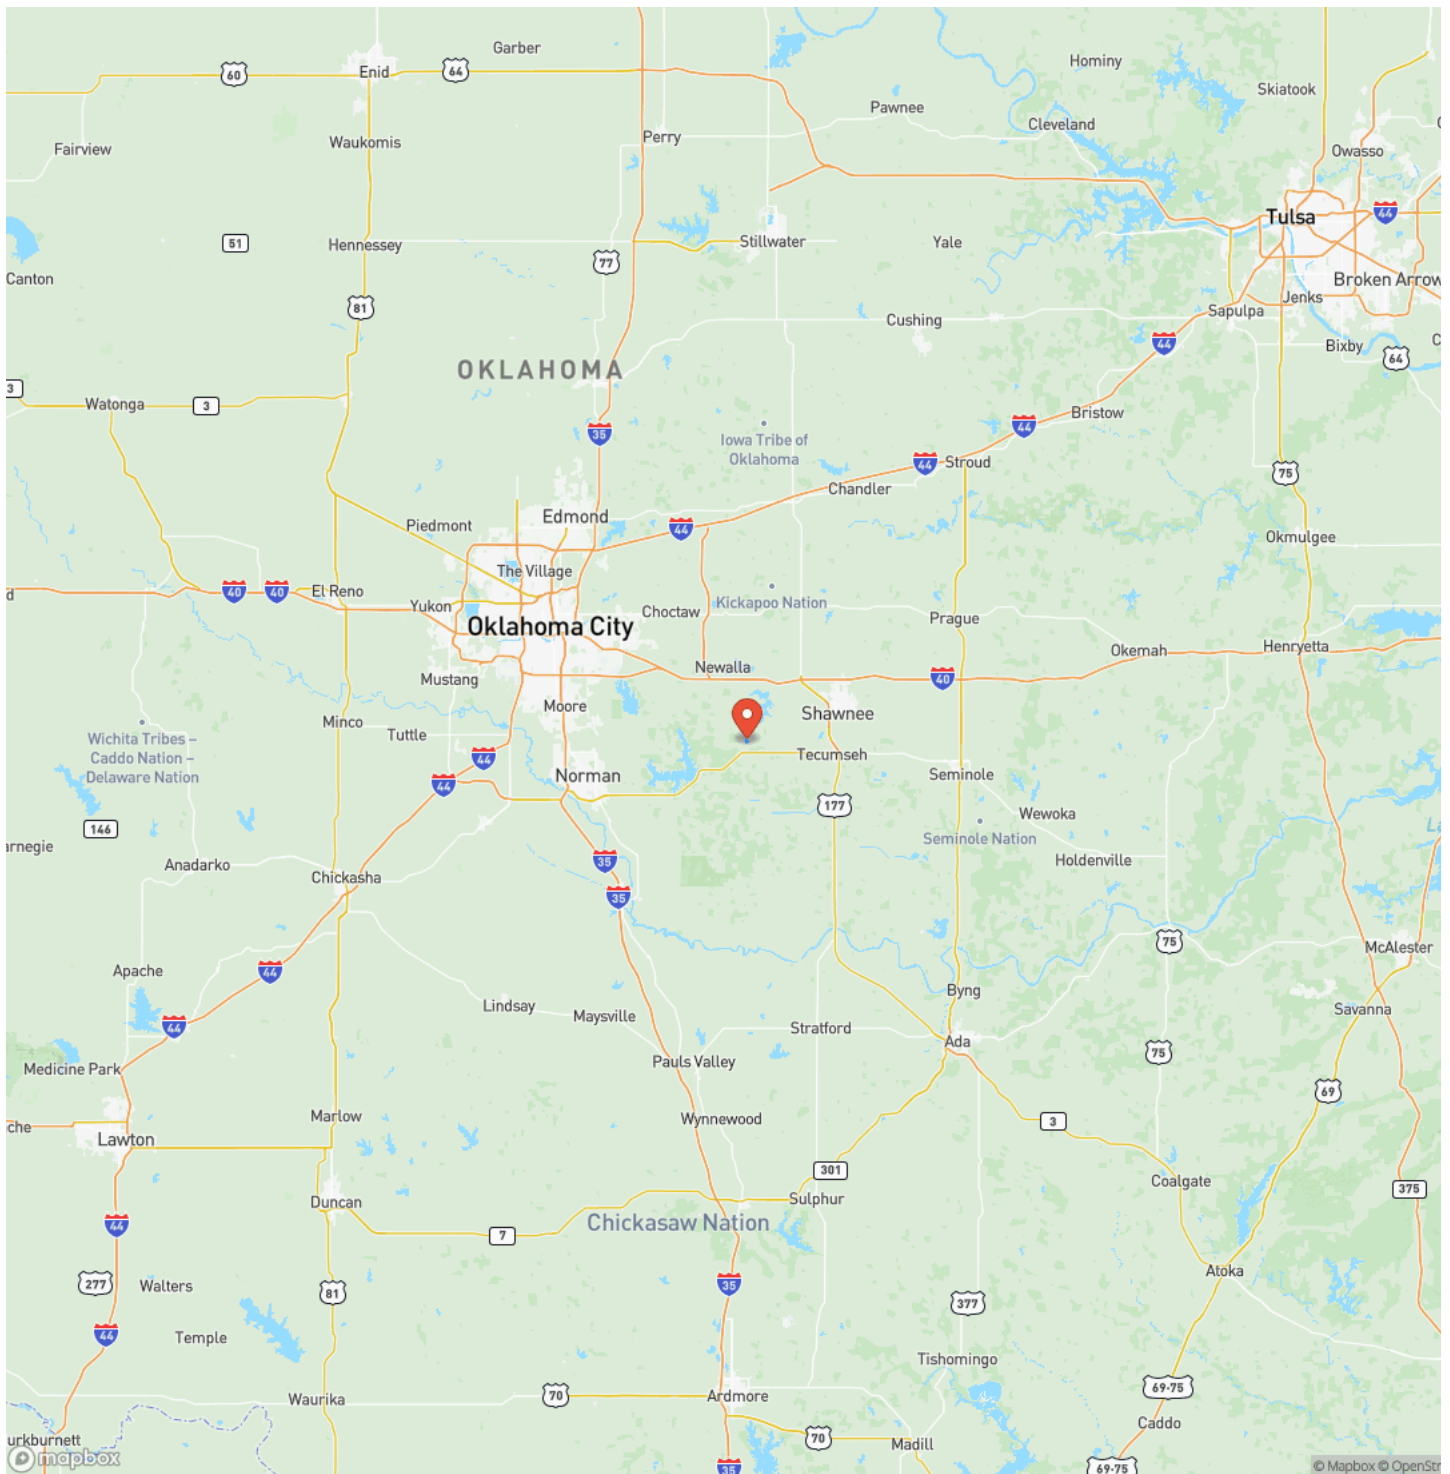 Garber
Hominy
60
Enid
64
Skiatook
Pawnee
Cleveland
Waukomis
Perry
Fairview
Owasso
Tulsa
44
51
Hennessey
Stillwater
Yale
77
Canton
Broken Arrow
81
Jenks
Sapulpa
Cushing
44
Bixby
64
OKLAHOMA
3
Watonga
3
Bristow
35
44
Iowa Tribe of
Oklahoma
44
Stroud
75
Chandler
Edmond
Piedmont
44
Okmulgee
The Village
40
40
El Reno
Kickapoo Nation
Yukon
Choctaw
Prague
Oklahoma City
Henryetta
Okemah
Newalla
Mustang
40
Moore
Shawnee
Minco
Tuttle
Wichita Tribes –
Caddo Nation –
Delaware Nation
44
Tecumseh
44
Norman
Seminole
177
Wewoka
146
Seminole Nation
arnegie
Anadarko
35
Holdenville
Chickasha
35
75
McAlester
Apache
44
Byng
Lindsay
Maysville
Savanna
44
Stratford
Ada
75
Medicine Park
Pauls Valley
69
Marlow
Wynnewood
3
che
Lawton
301
Coalgate
375
Duncan
Sulphur
44
Chickasaw Nation
7
Atoka
277
Walters
81
35
377
44
Temple
Tishomingo
69-75
Waurika
70
Ardmore
Caddo
urkburnett
70
Madill
mapbox
35
69-75
© Mapbox © OpenStr